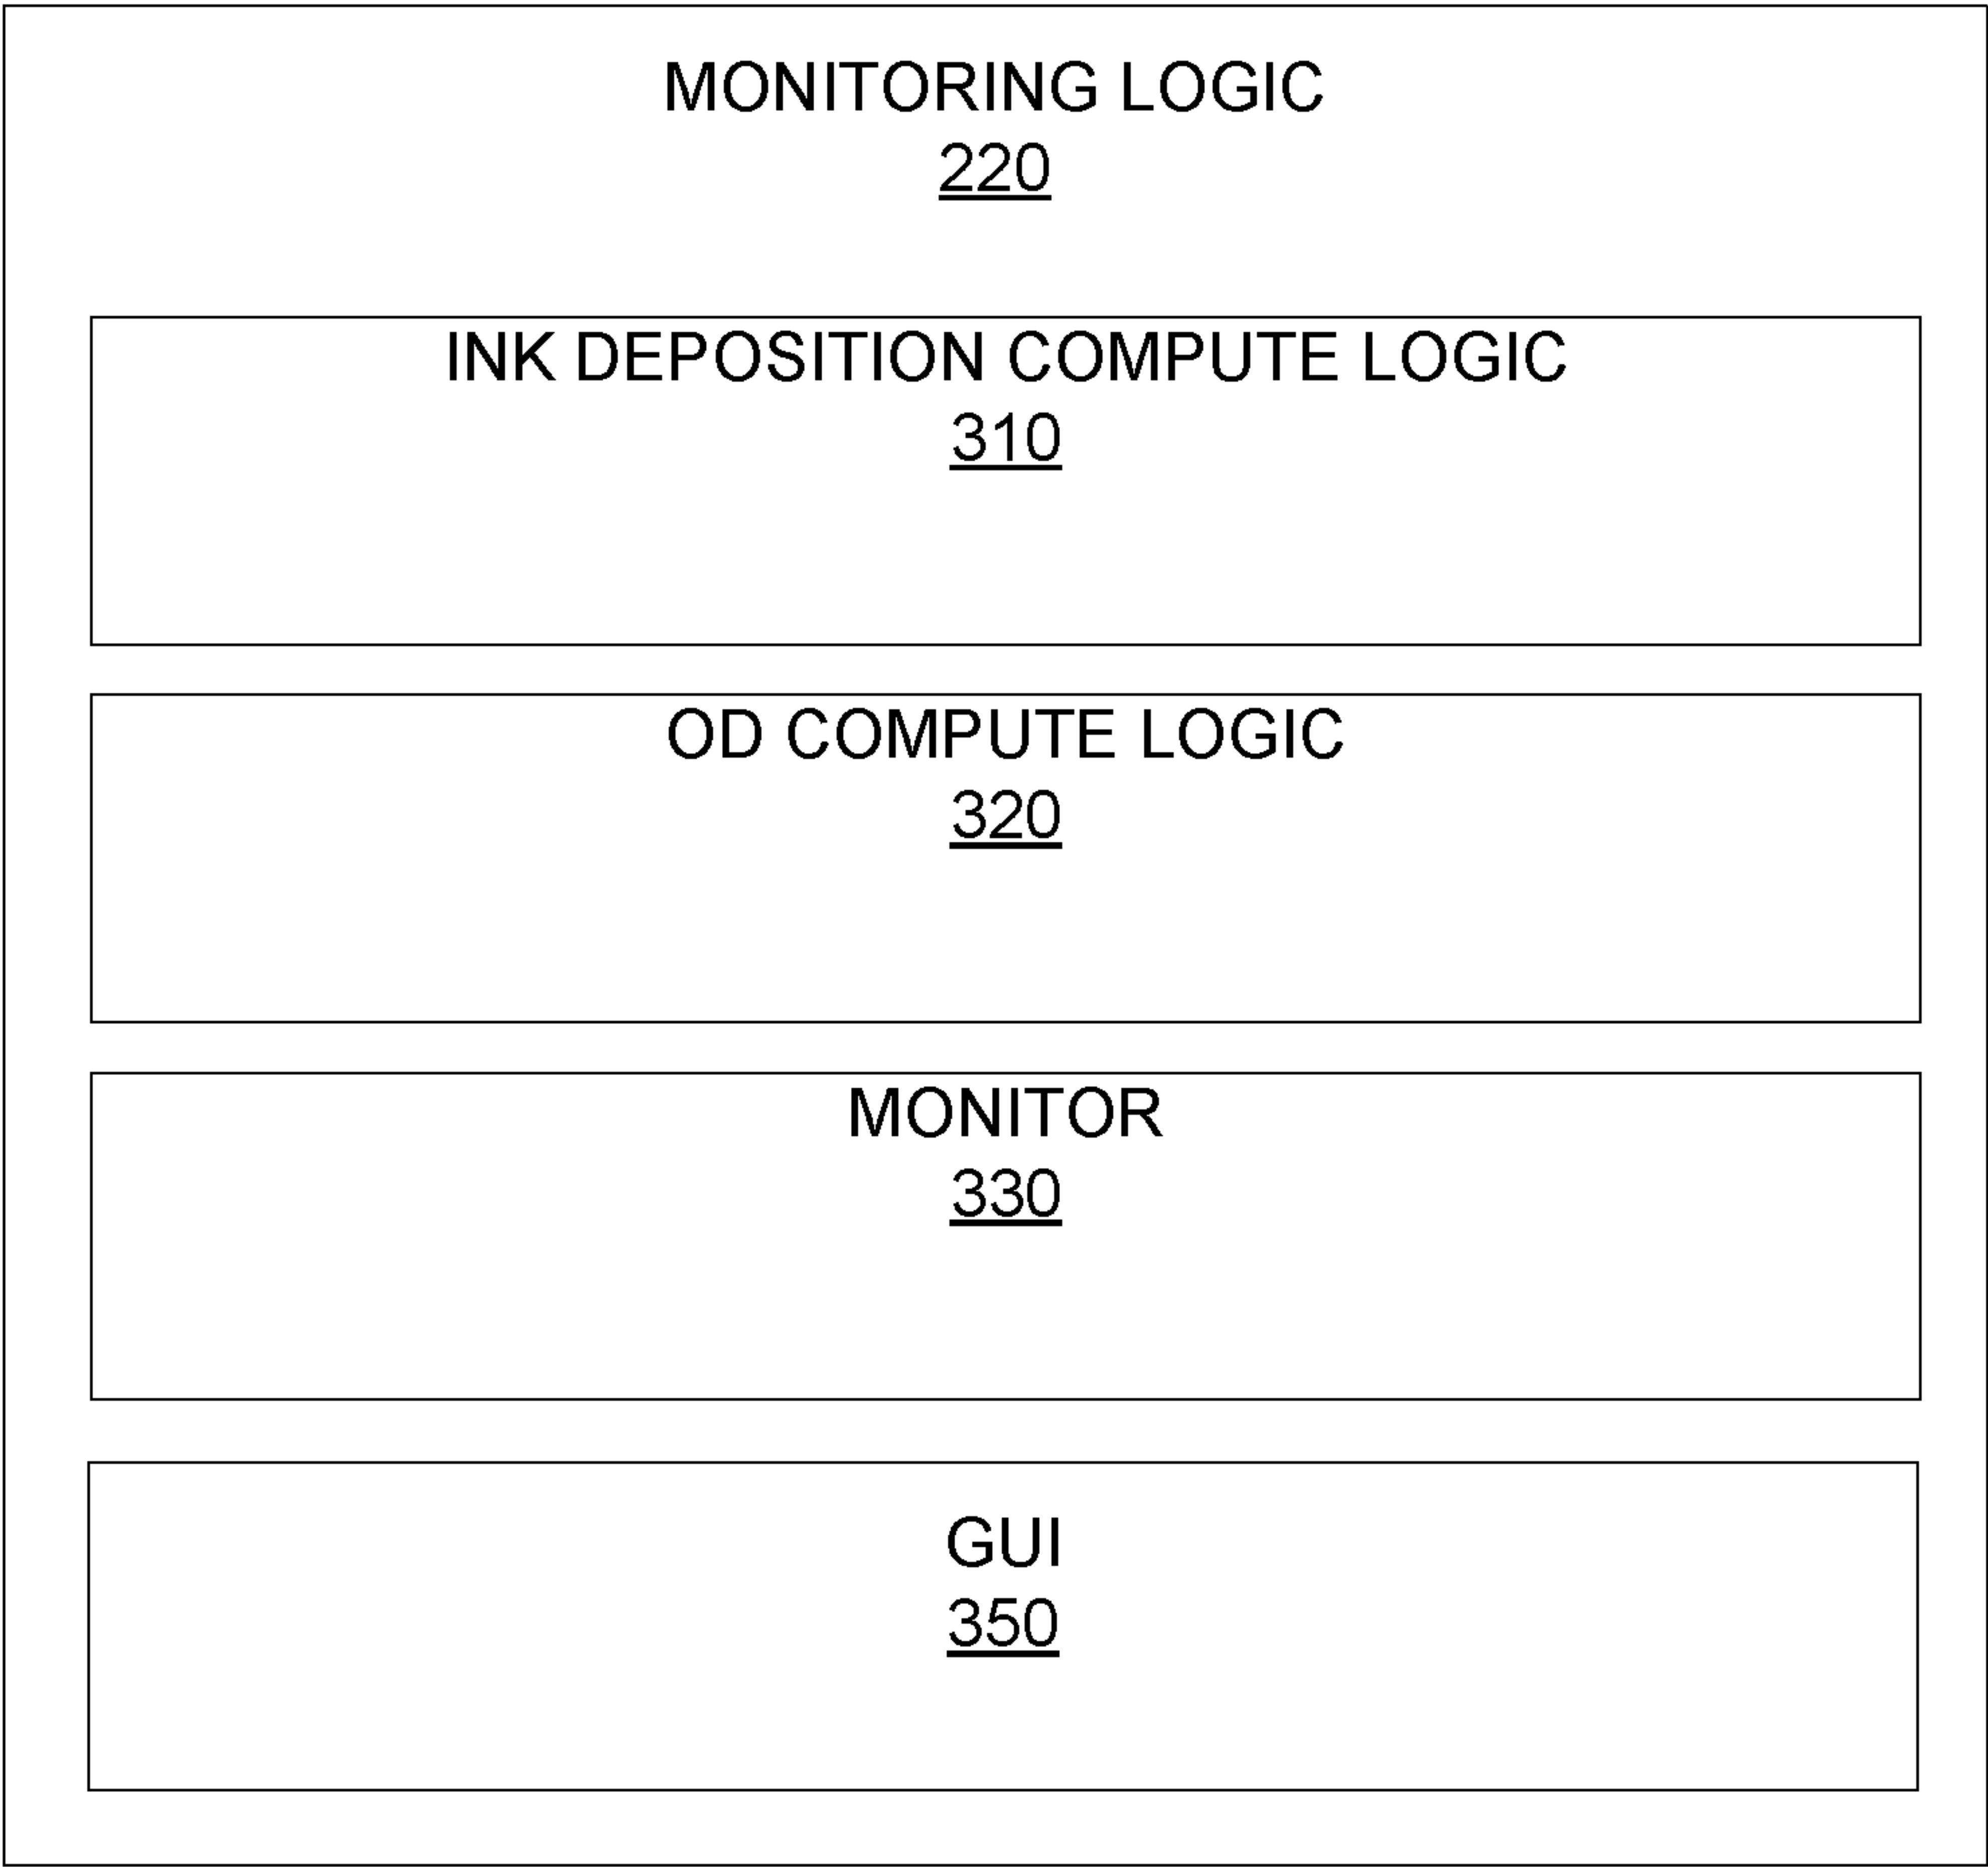 MONITORING LOGIC
220
INK DEPOSITION COMPUTE LOGIC
310
OD COMPUTE LOGIC
320
MONITOR
330
GUI
350